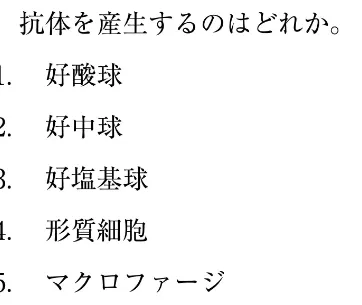 抗体を産生するのはどれか。
1. 好酸球
2. 好中球
3. 好塩基球
4. 形質細胞
5. マクロファージ